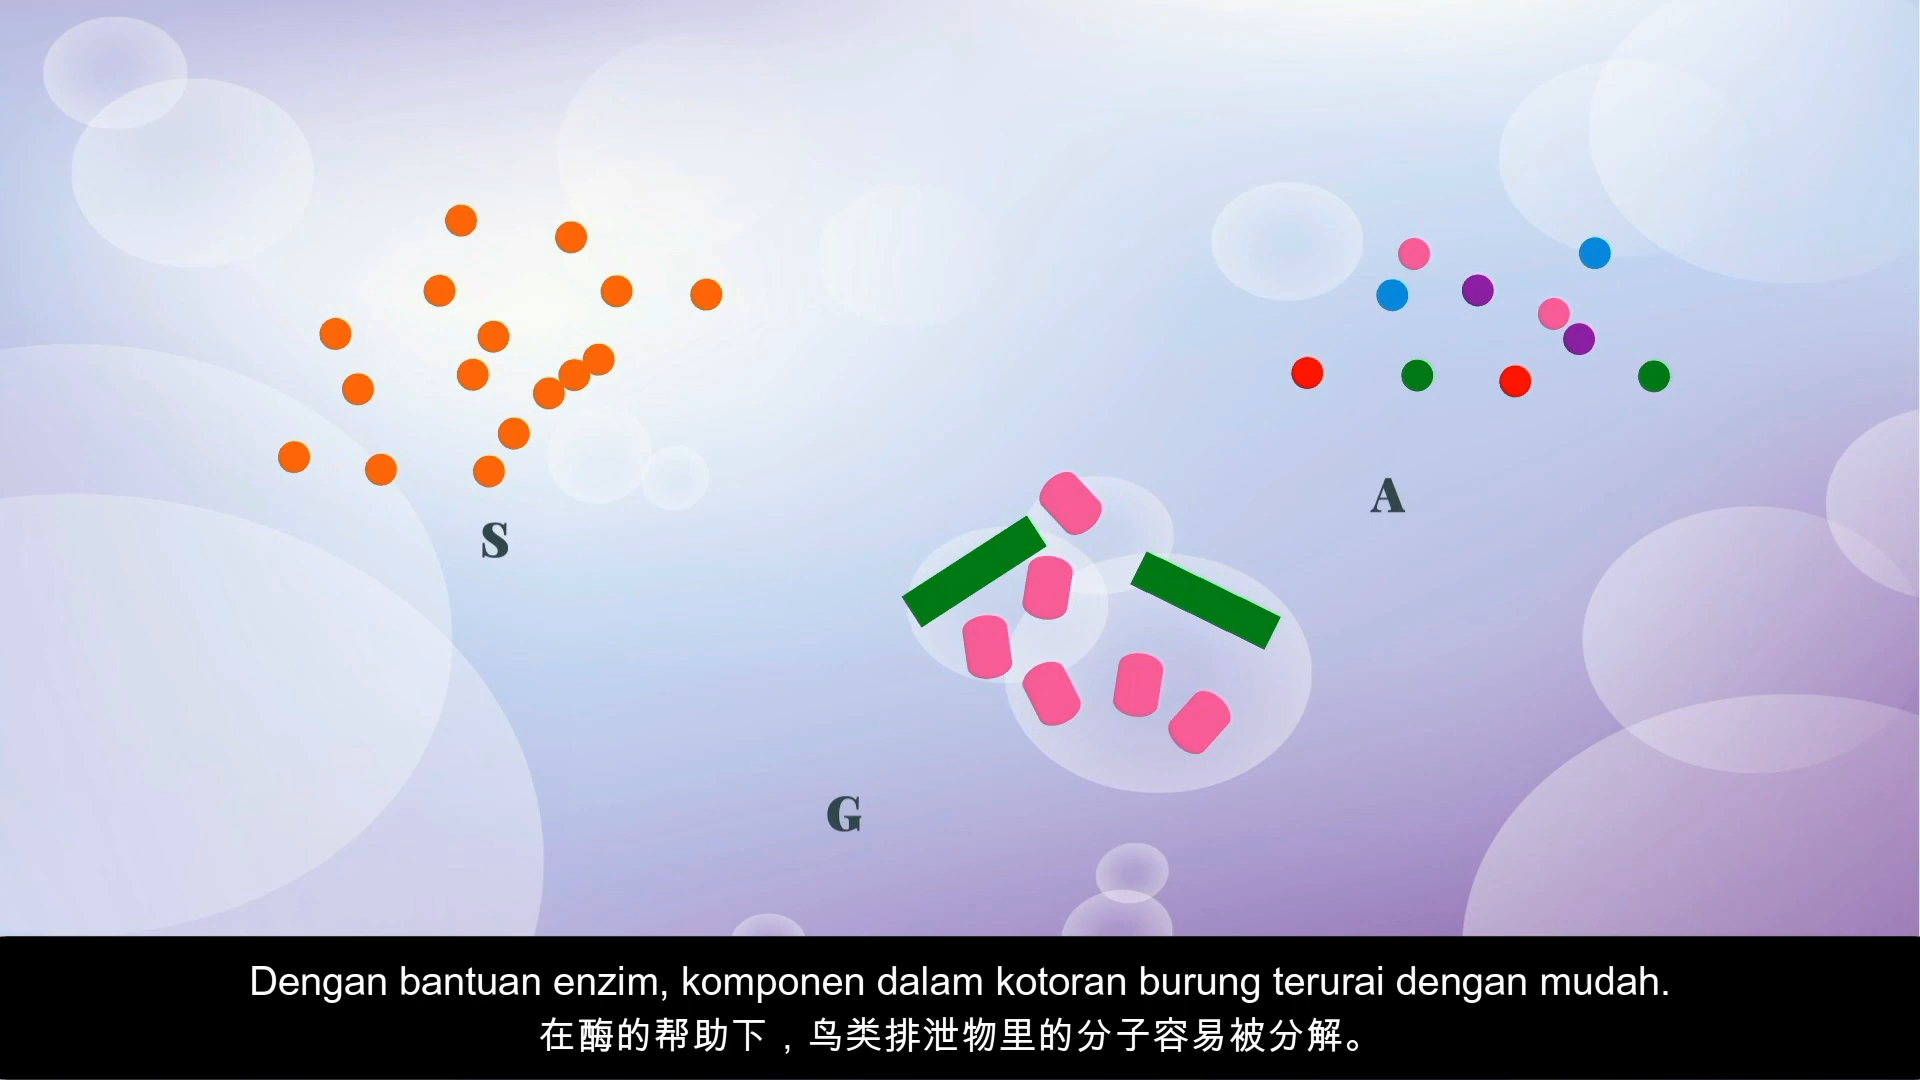 S
A
G
Dengan bantuan enzim, komponen dalam kotoran burung terurai dengan mudah.
在酶的帮助下，鸟类排泄物里的分子容易被分解。